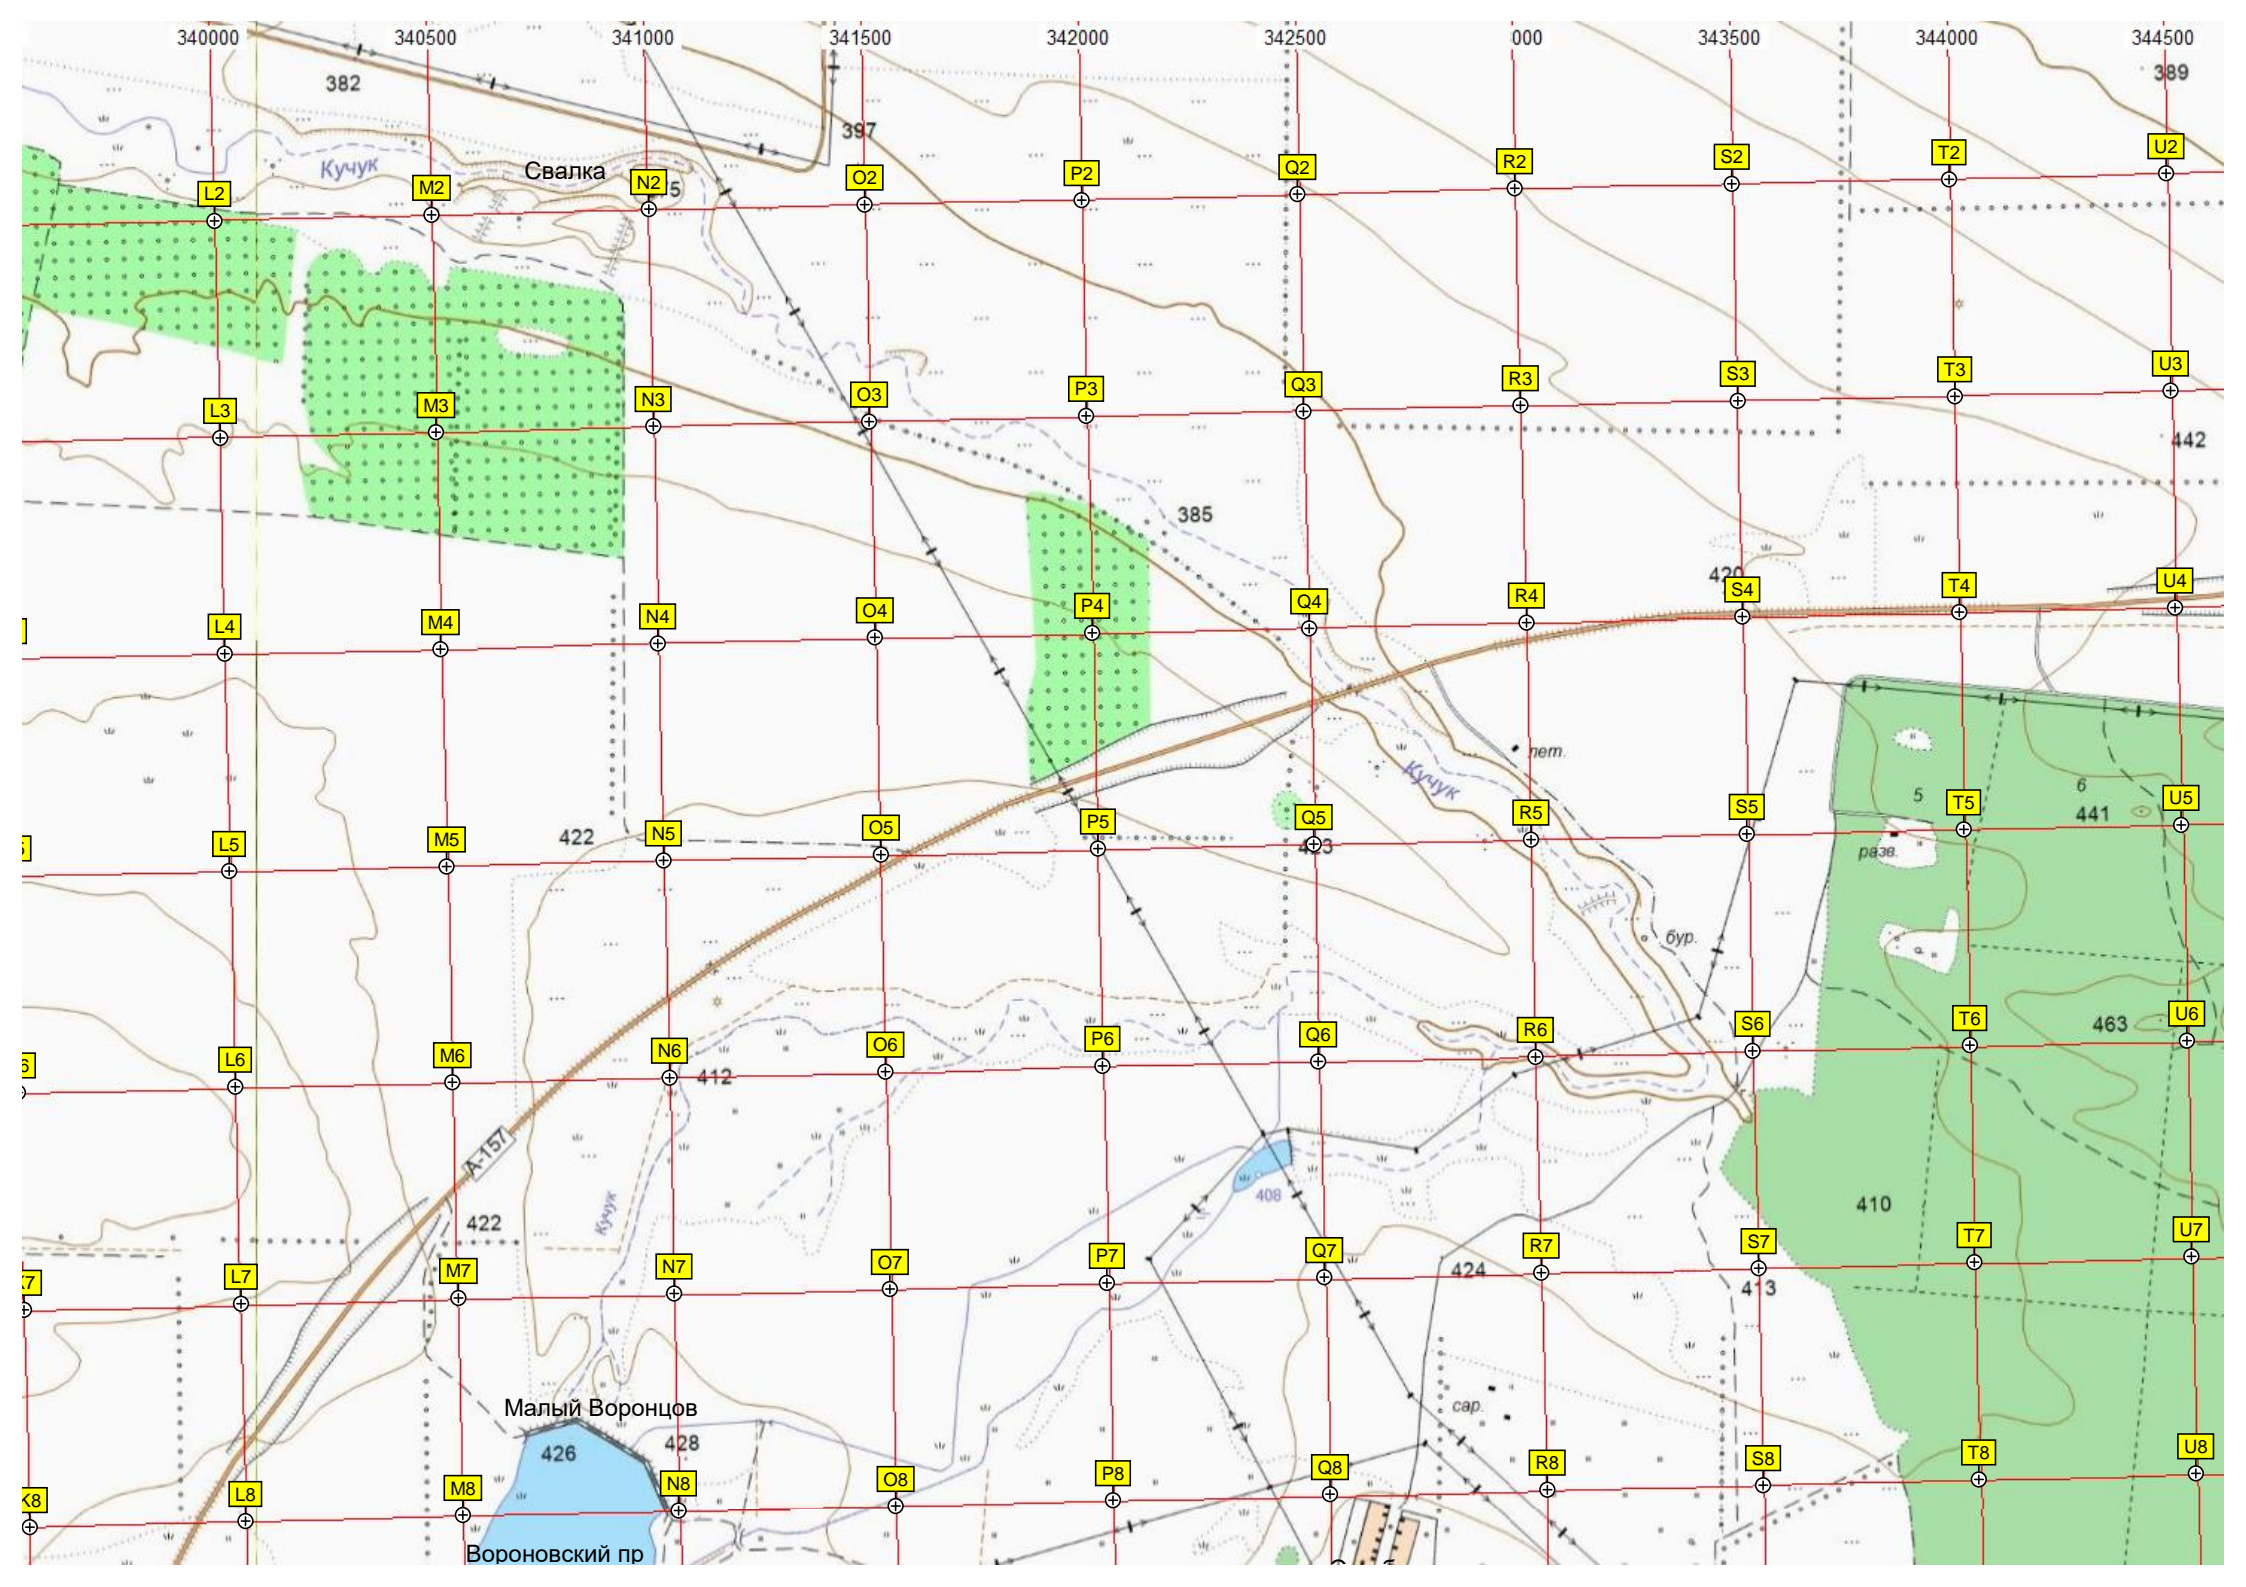 340000 340500 341000 341500 342000 342500 000 343500 344000 344500
389
382
397
Кучук Свалка
L2 M2 N2 O2 P2 Q2 R2 S2 T2 U2
L3 M3 N3 O3 P3 Q3 R3 S3 T3 U3
442
385
420
L4 M4 N4 O4 P4 Q4 R4 S4 T4 U4
лет.
Кучук
5 6
441
422
L5 M5 N5 O5 P5 Q5 R5 S5 T5 U5
423
разв.
бур.
463
L6 M6 N6 O6 P6 Q6 R6 S6 T6 U6
412
А-157
408
410
Кучук
422
K7 L7 M7 N7 O7 P7 Q7 R7 S7 T7 U7
424
413
Малый Воронцов
сар.
426 428
K8 L8 M8 N8 O8 P8 Q8 R8 S8 T8 U8
Вороновский пр